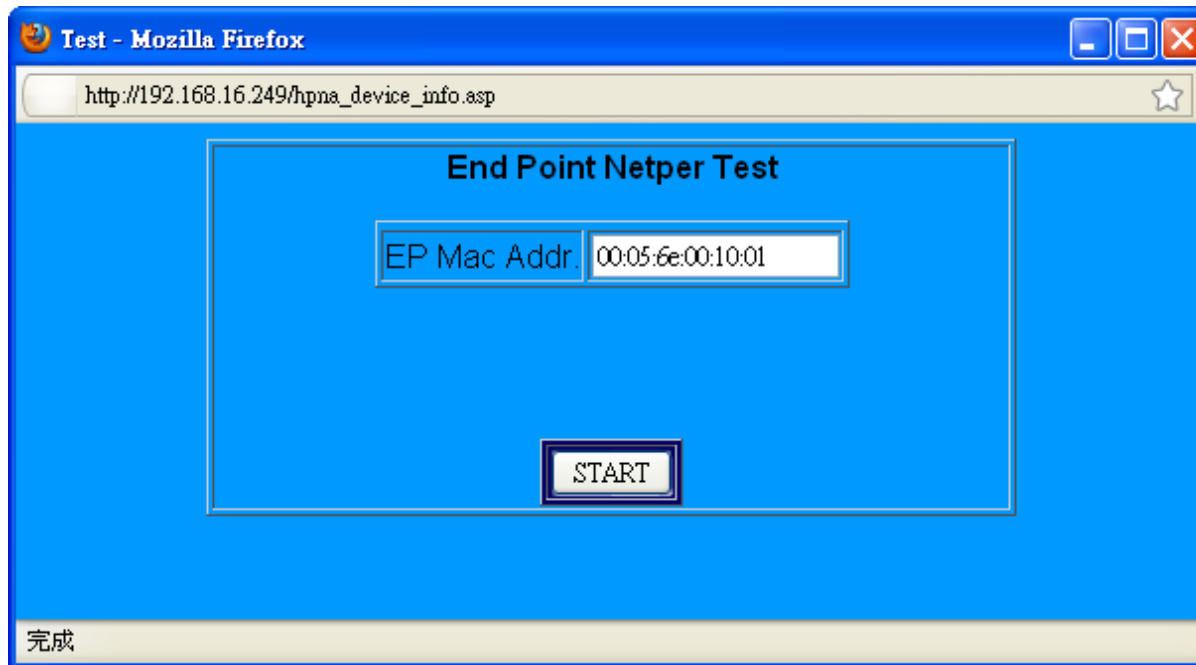 Test - Mozilla Firefox
http://192.168.16.249/hpna_device_info.asp
End Point Netper Test
EP Mac Addr. 00:05:6e:00:10:01
START
完成